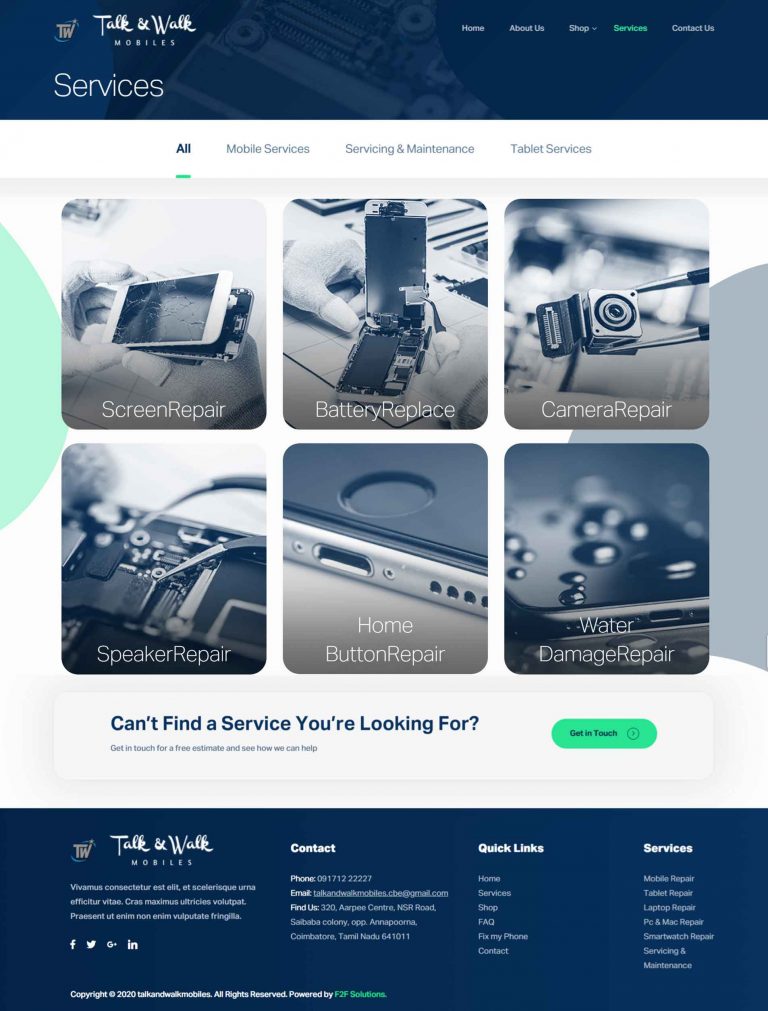 TW Talk & Walk
MOBILES
Home About Us Shop Services Contact Us
Services
All Mobile Services Servicing & Maintenance Tablet Services
ScreenRepair
BatteryReplace
CameraRepair
SpeakerRepair
Home
ButtonRepair
Water
DamageRepair
Can't Find a Service You're Looking For?
Get in touch for a free estimate and see how we can help
Get in Touch
TW Talk & Walk
MOBILES
Vivamus consectetur est elit, et scelerisque urna
efficitur vitae. Cras maximus ultricies volutpat.
Praesent ut enim non enim vulputate fringilla.
Contact
Phone: 091712 22227
Email: talkandwalkmobiles.cbe@gmail.com
Find Us: 320, Aarpee Centre, NSR Road,
Saibaba colony, opp. Annapoorna,
Coimbatore, Tamil Nadu 641011
Quick Links
Home
Services
Shop
FAQ
Fix my Phone
Contact
Services
Mobile Repair
Tablet Repair
Laptop Repair
Pc & Mac Repair
Smartwatch Repair
Servicing &
Maintenance
Copyright © 2020 talkandwalkmobiles. All Rights Reserved. Powered by F2F Solutions.